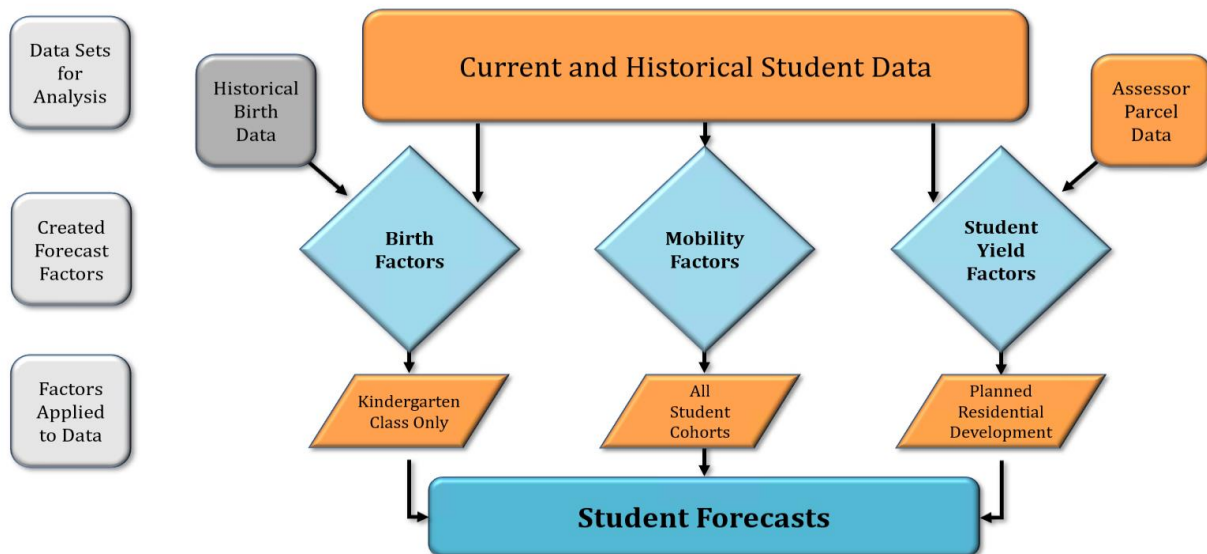 Data Sets
for
Analysis
Current and Historical Student Data
Historical
Birth
Data
Assessor
Parcel
Data
Created
Forecast
Factors
Birth
Factors
Mobility
Factors
Student
Yield
Factors
Factors
Applied
to Data
Kindergarten
Class Only
All
Student
Cohorts
Planned
Residential
Development
Student Forecasts